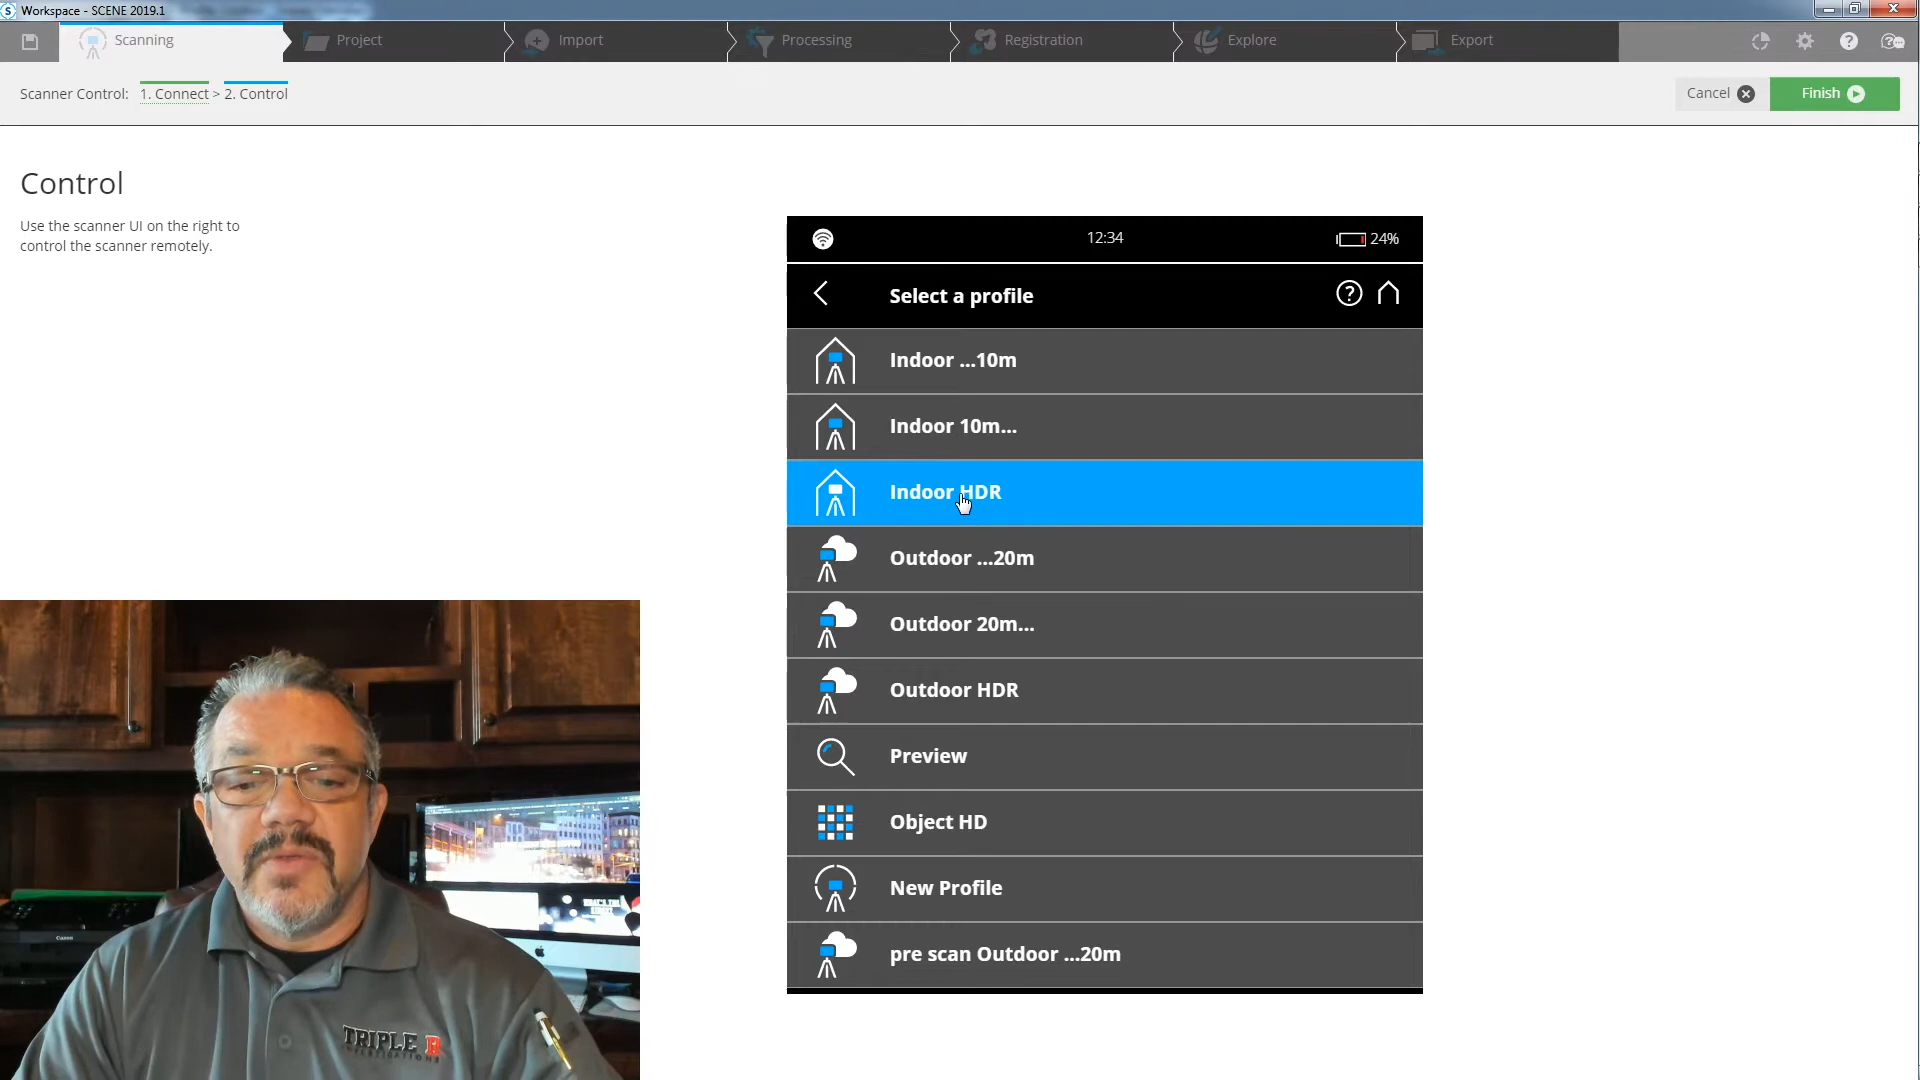 Workspace - SCENE 2019.1
Scanning
Project
Import
Processing
Registration
Explore
Export
Scanner Control: 1. Connect > 2. Control
Cancel
Finish
Control
Use the scanner UI on the right to
control the scanner remotely.
12:34
24%
Select a profile
Indoor ...10m
Indoor 10m...
Indoor HDR
Outdoor ...20m
Outdoor 20m...
Outdoor HDR
Preview
Object HD
New Profile
pre scan Outdoor ...20m
Canon
TRIPLE B